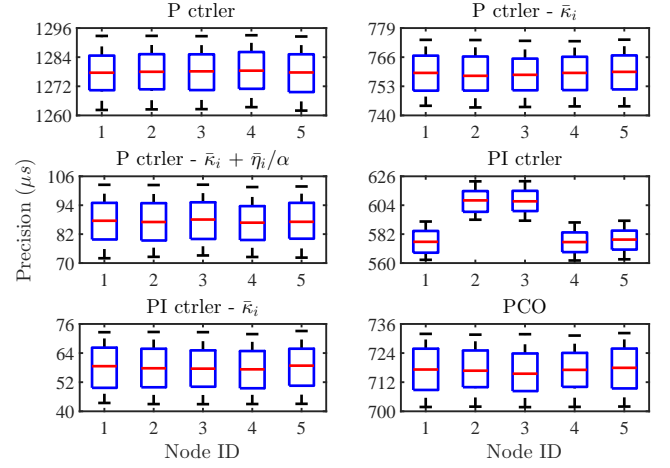 P ctrler
1296
1284
1272
1260
1 2 3 4 5
P ctrler - κ̄ᵢ
779
766
753
740
1 2 3 4 5
P ctrler - κ̄ᵢ + η̄ᵢ/α
106
94
82
70
1 2 3 4 5
PI ctrler
626
604
582
560
1 2 3 4 5
Precision (μs)
PI ctrler - κ̄ᵢ
76
64
52
40
1 2 3 4 5
Node ID
PCO
736
724
712
700
1 2 3 4 5
Node ID